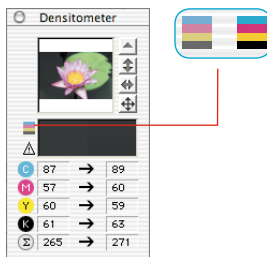 Densitometer
C 87 → 89
M 57 → 60
Y 60 → 59
K 61 → 63
Σ 265 → 271